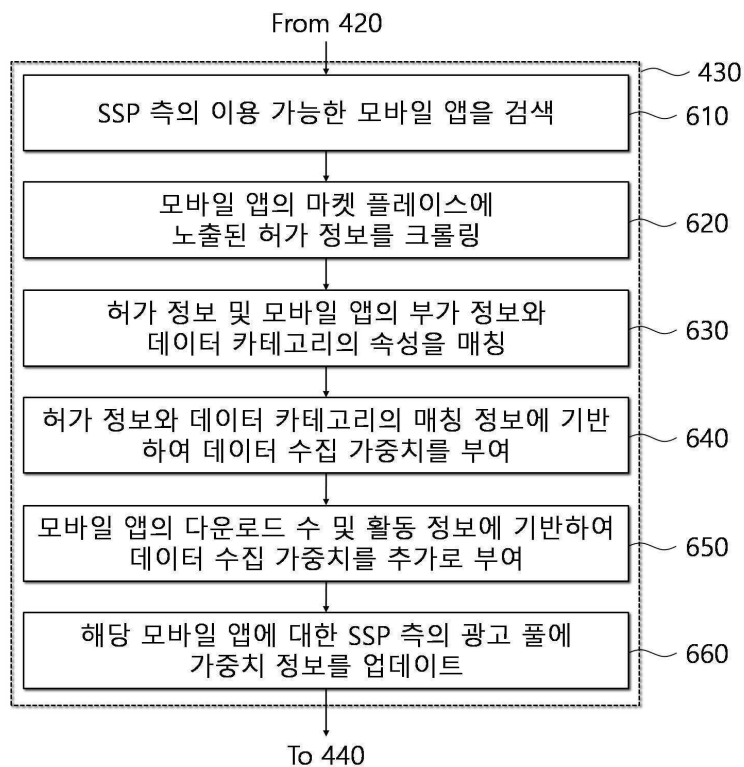 From 420
430
SSP 측의 이용 가능한 모바일 앱을 검색
610
모바일 앱의 마켓 플레이스에
노출된 허가 정보를 크롤링
620
허가 정보 및 모바일 앱의 부가 정보와
데이터 카테고리의 속성을 매칭
630
허가 정보와 데이터 카테고리의 매칭 정보에 기반
하여 데이터 수집 가중치를 부여
640
모바일 앱의 다운로드 수 및 활동 정보에 기반하여
데이터 수집 가중치를 추가로 부여
650
해당 모바일 앱에 대한 SSP 측의 광고 풀에
가중치 정보를 업데이트
660
To 440